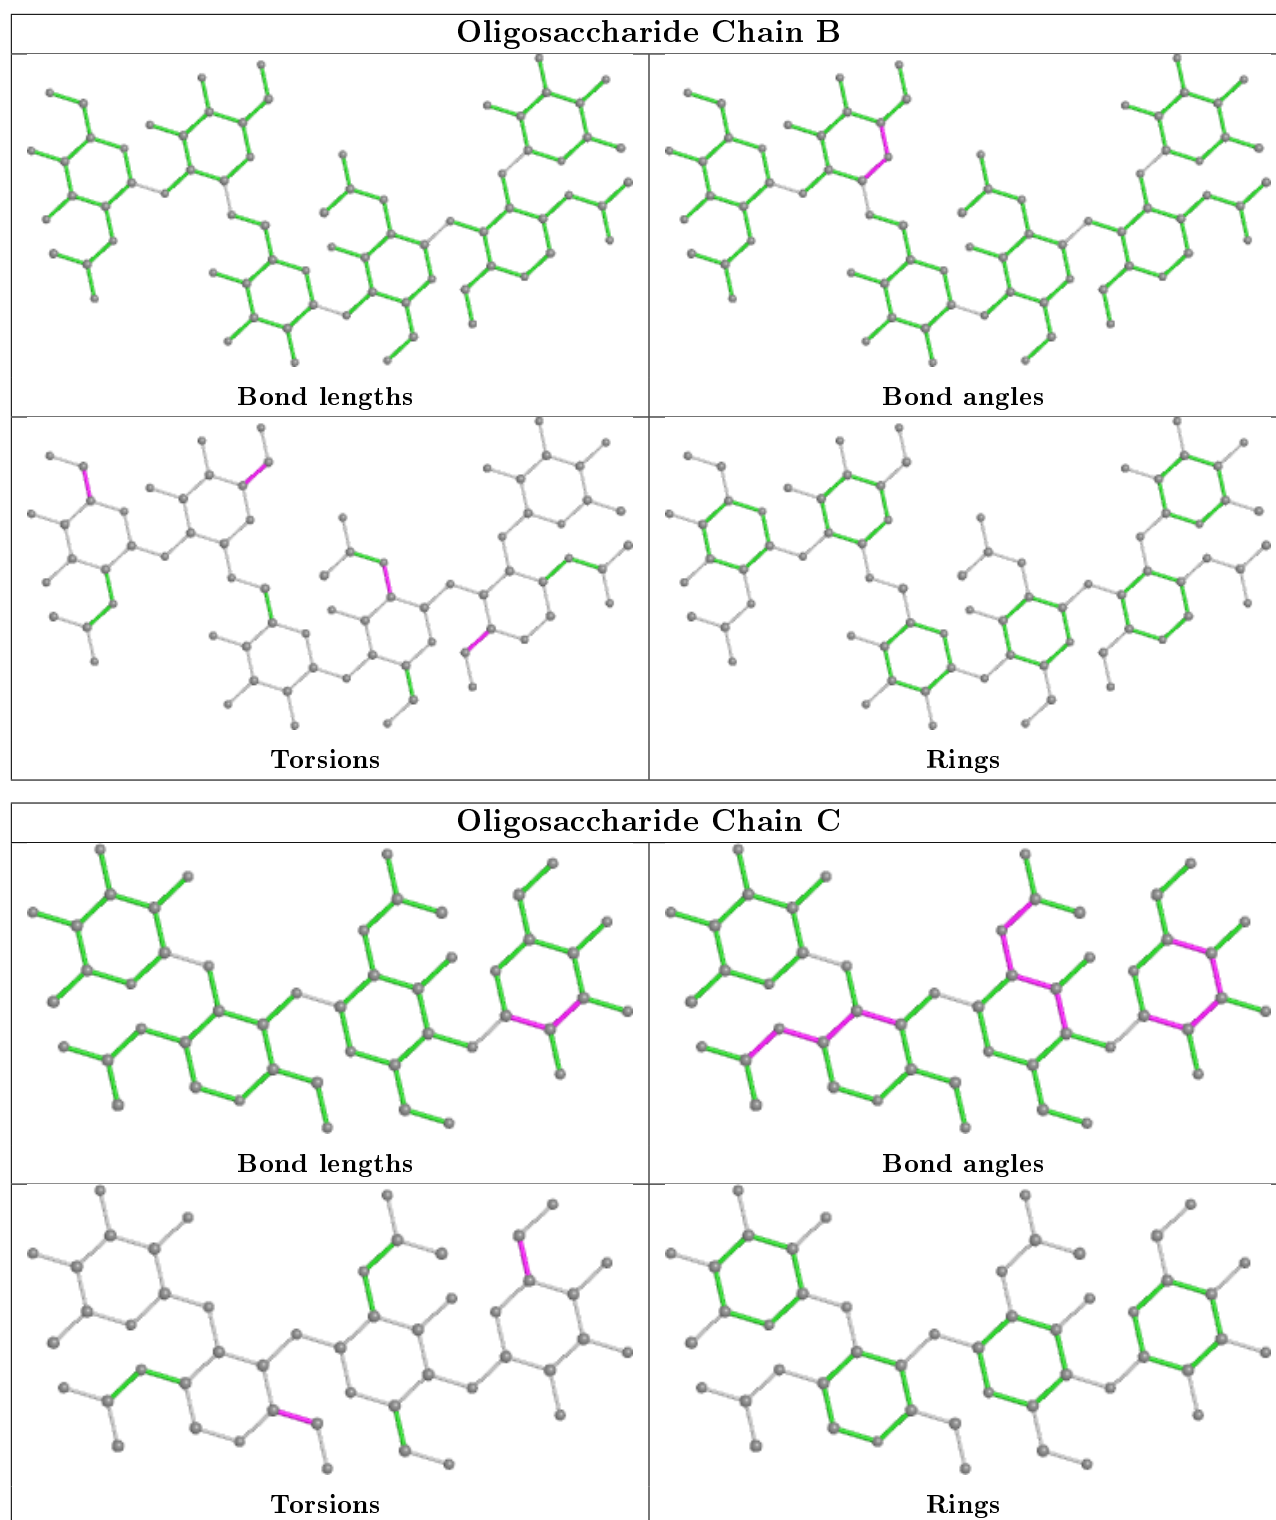 Oligosaccharide Chain B
Bond lengths
Bond angles
Torsions
Rings
Oligosaccharide Chain C
Bond lengths
Bond angles
Torsions
Rings